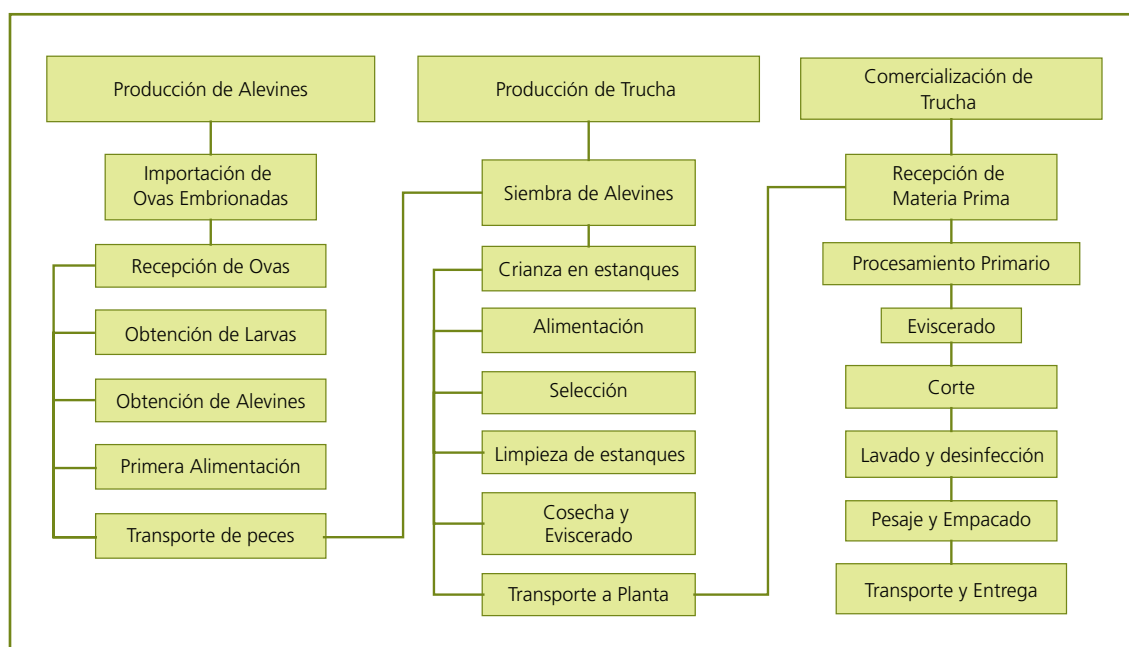 Producción de Alevines
Importación de
Ovas Embrionadas
Recepción de Ovas
Obtención de Larvas
Obtención de Alevines
Primera Alimentación
Transporte de peces
Producción de Trucha
Siembra de Alevines
Crianza en estanques
Alimentación
Selección
Limpieza de estanques
Cosecha y
Eviscerado
Transporte a Planta
Comercialización de
Trucha
Recepción de
Materia Prima
Procesamiento Primario
Eviscerado
Corte
Lavado y desinfección
Pesaje y Empacado
Transporte y Entrega